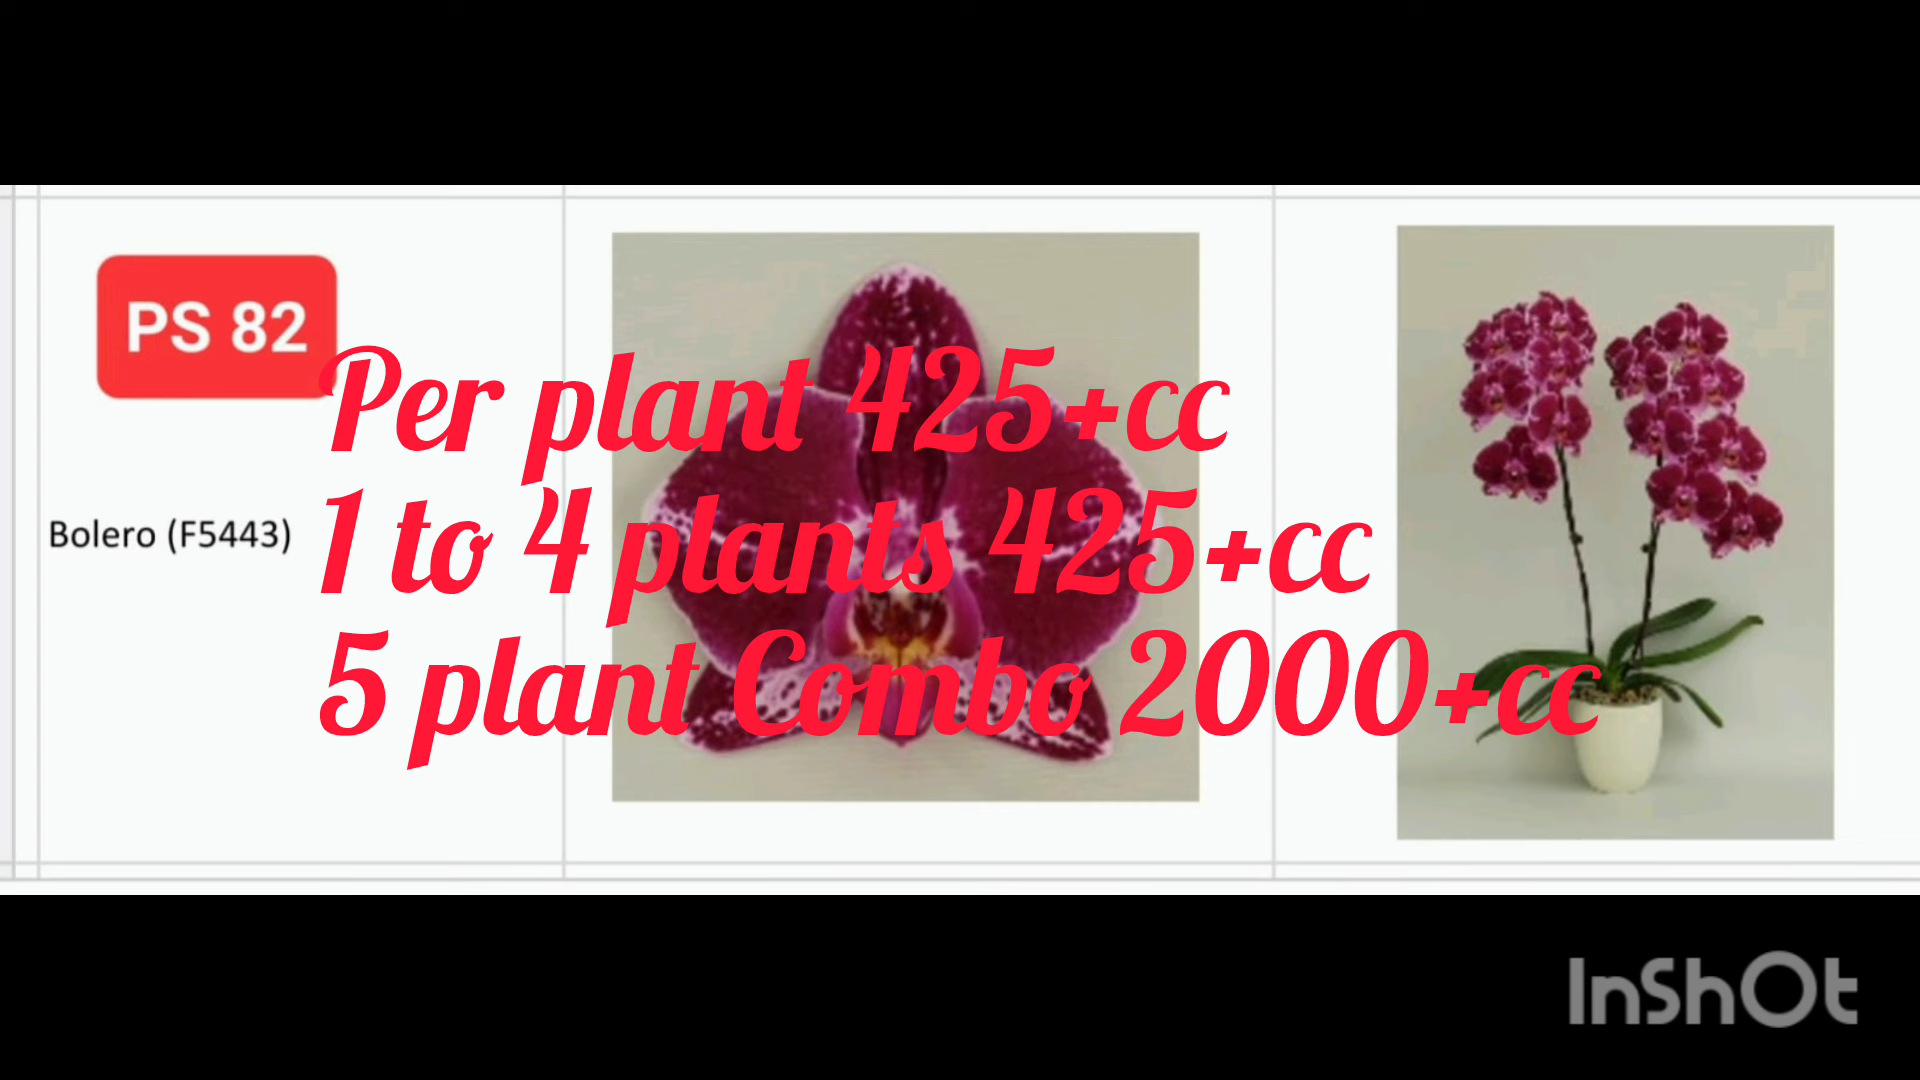 PS 82
Bolero (F5443)
Per plant 425+cc
1 to 4 plants 425+cc
5 plant Combo 2000+cc
InShOt